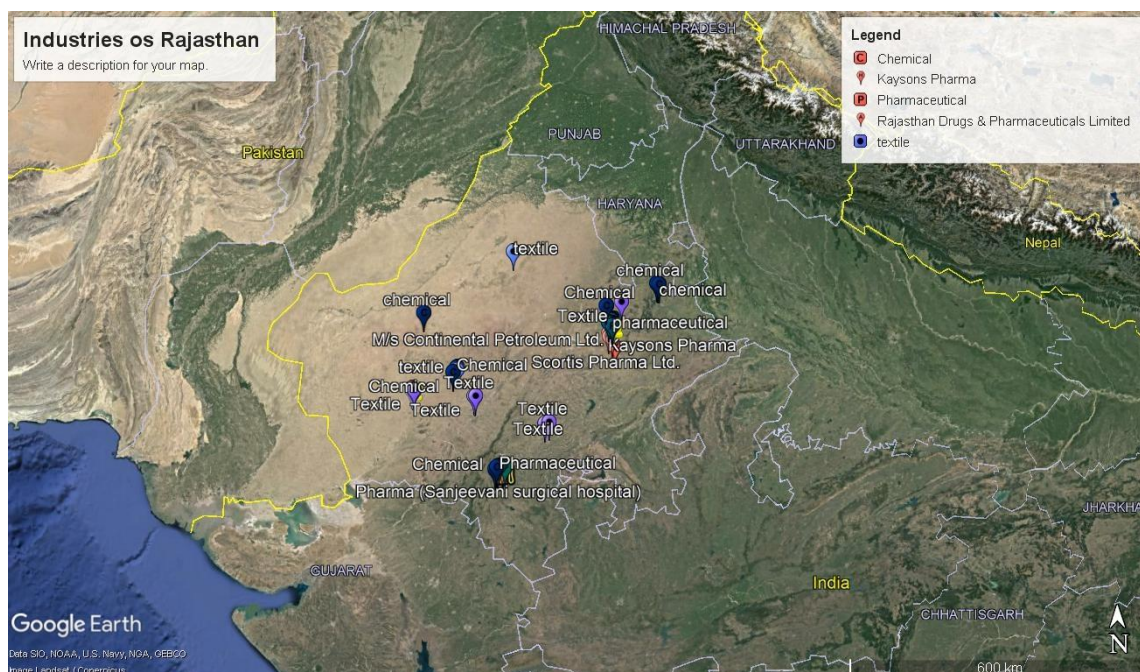 Industries os Rajasthan
Write a description for your map.
Legend
Chemical
Kaysons Pharma
Pharmaceutical
Rajasthan Drugs & Pharmaceuticals Limited
textile
HIMACHAL PRADESH
PUNJAB
UTTARAKHAND
Pakistan
HARYANA
Nepal
textile
chemical
chemical
chemical
Chemical
Textile
pharmaceutical
M/s Continental Petroleum Ltd.
Kaysons Pharma
textile
Chemical
Scortis Pharma Ltd.
Chemical
Textile
Textile
Textile
Textile
Textile
Chemical
Pharmaceutical
Pharma (Sanjeevani surgical hospital)
JHARKHA
GUJARAT
India
CHHATTISGARH
Google Earth
N
Data SIO, NOAA, U.S. Navy, NGA, GEBCO
Image Landsat / Copernicus
600 km